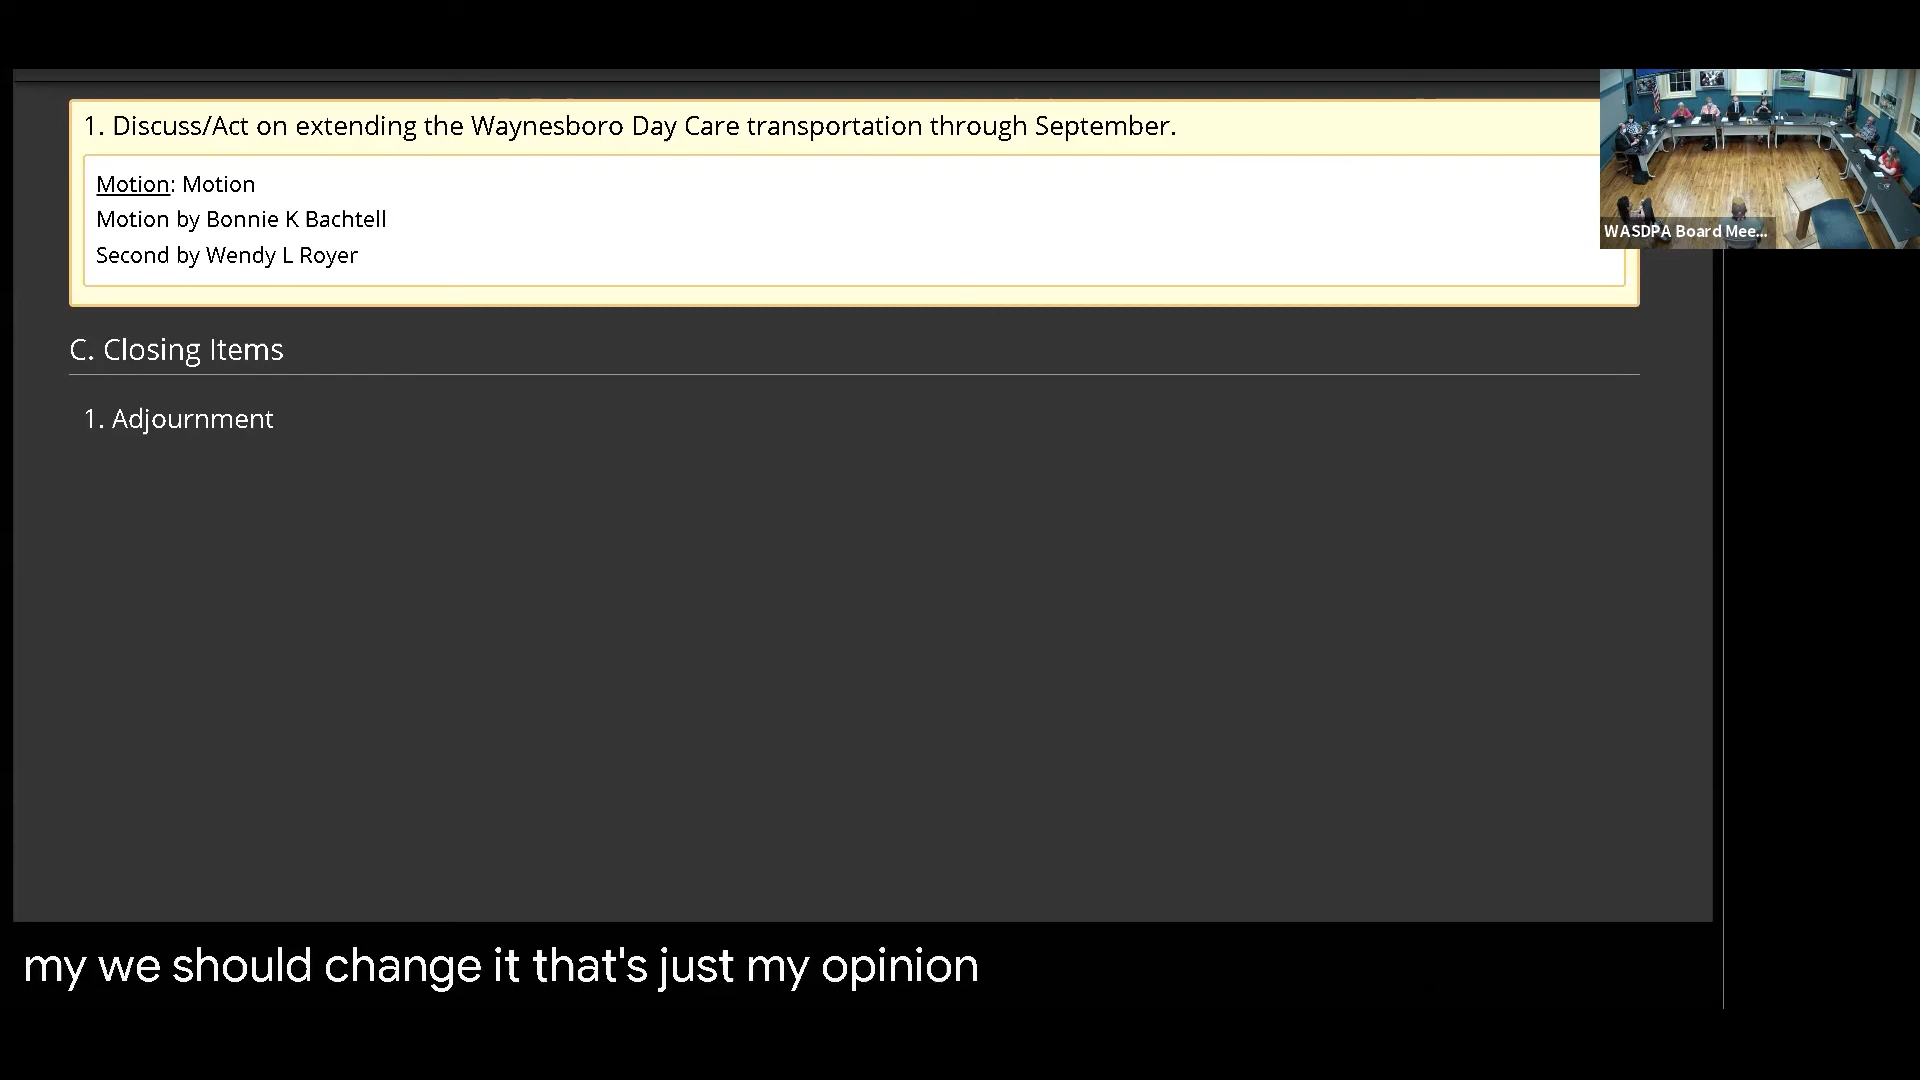 1. Discuss/Act on extending the Waynesboro Day Care transportation through September.
Motion: Motion
Motion by Bonnie K Bachtell
Second by Wendy L Royer
WASDPA Board Mee...
C. Closing Items
1. Adjournment
my we should change it that's just my opinion